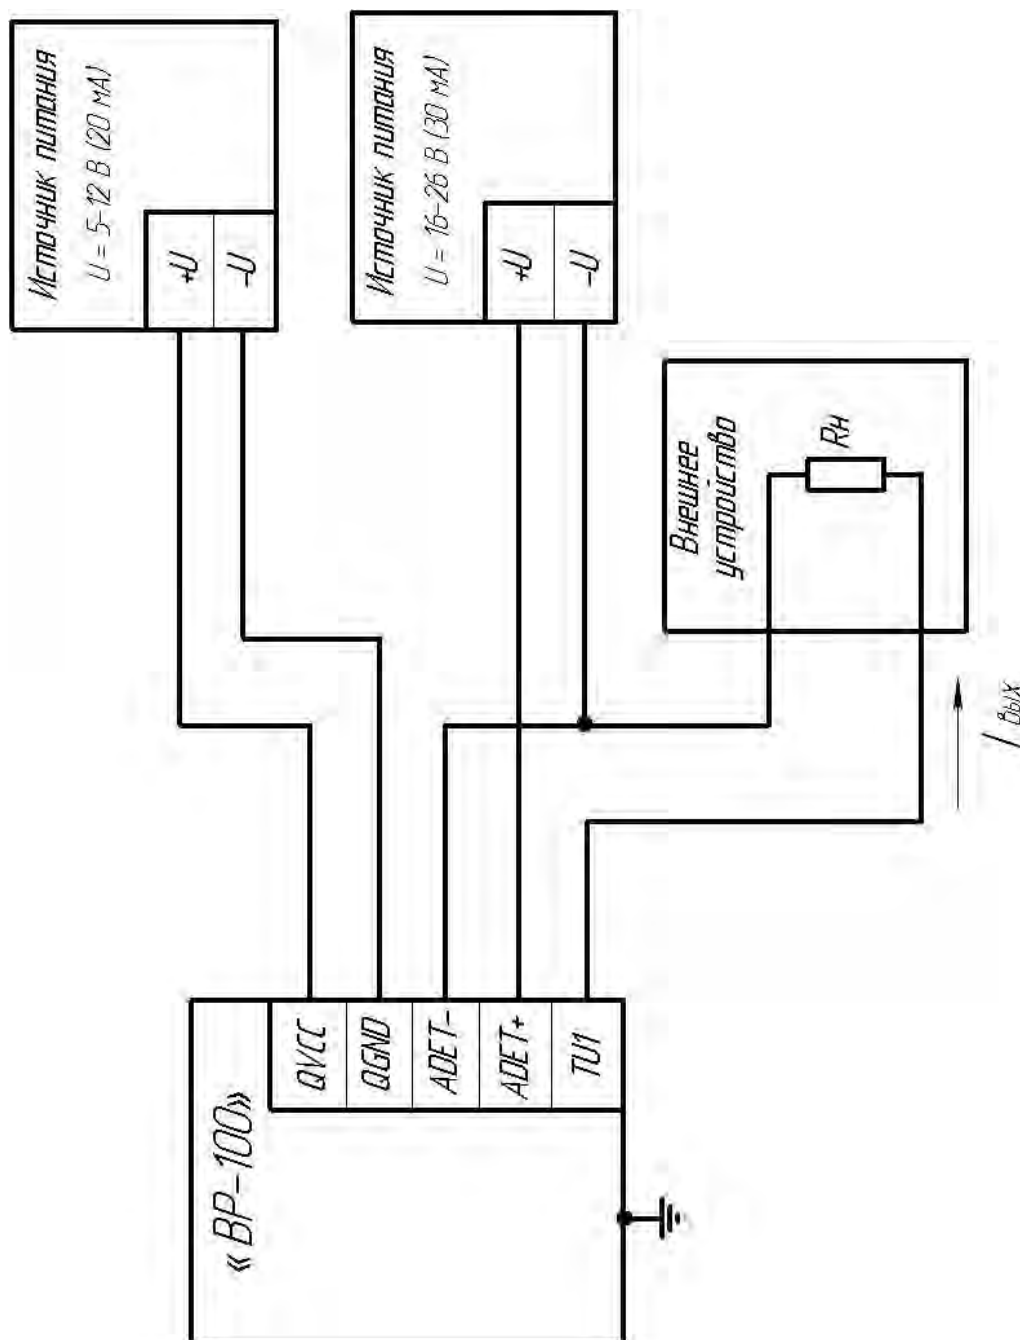 «ВР-100»
QVCC
QGND
ADET-
ADET+
TU1
Источник питания
U = 5-12 В (20 мА)
+U
-U
Источник питания
U = 16-26 В (30 мА)
+U
-U
Внешнее
устройство
Rн
I вых